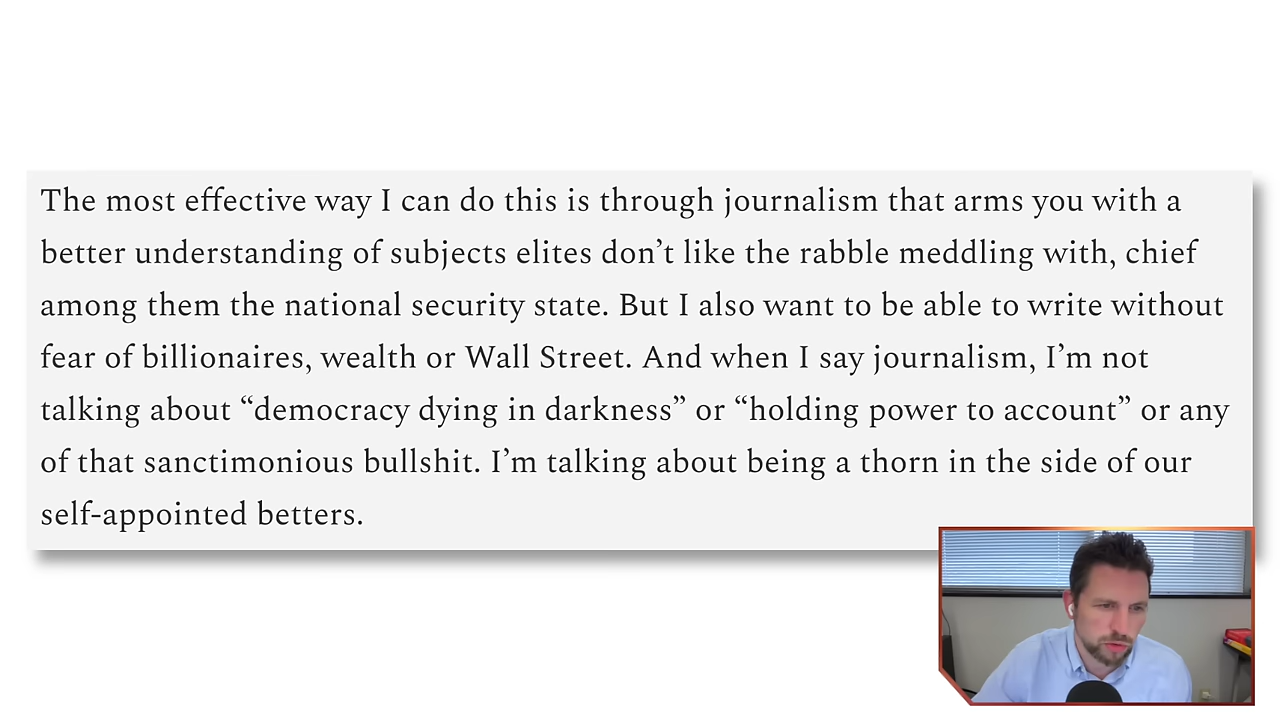 The most effective way I can do this is through journalism that arms you with a
better understanding of subjects elites don’t like the rabble meddling with, chief
among them the national security state. But I also want to be able to write without
fear of billionaires, wealth or Wall Street. And when I say journalism, I’m not
talking about “democracy dying in darkness” or “holding power to account” or any
of that sanctimonious bullshit. I’m talking about being a thorn in the side of our
self-appointed betters.